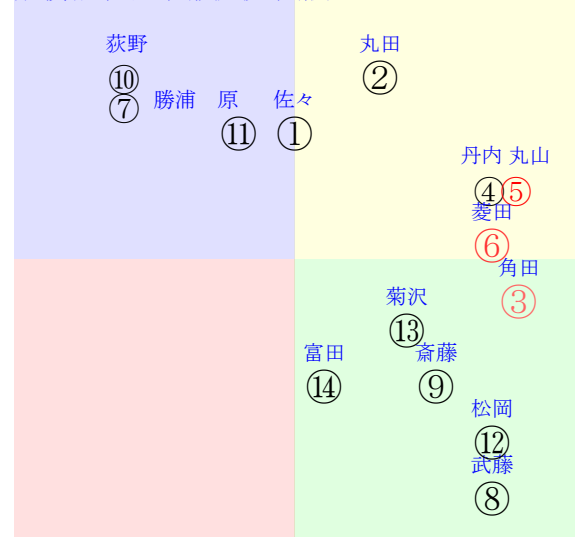 荻野 丸田
⑩ ②
⑦ 勝浦 原 佐々
⑪ ①
丹内 丸山
④ ⑤
菱田
⑥
角田
③
菊沢
⑬
富田 斎藤
⑭ ⑨
松岡
⑫
武藤
⑧